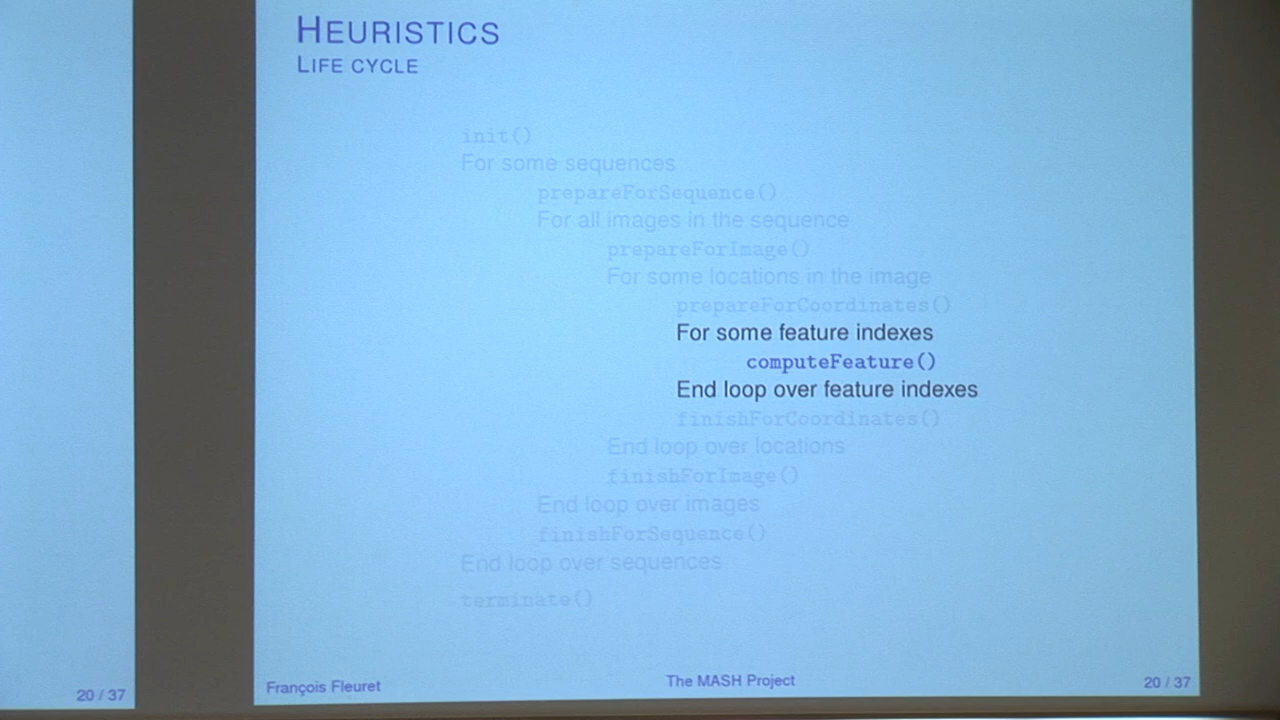 HEURISTICS
LIFE CYCLE
init()
For some sequences
prepareForSequence()
For all images in the sequence
prepareForImage()
For some locations in the image
prepareForCoordinates()
For some feature indexes
computeFeature()
End loop over feature indexes
finishForCoordinates()
End loop over locations
finishForImage()
End loop over images
finishForSequence()
End loop over sequences
terminate()
20 / 37
François Fleuret
The MASH Project
20 / 37